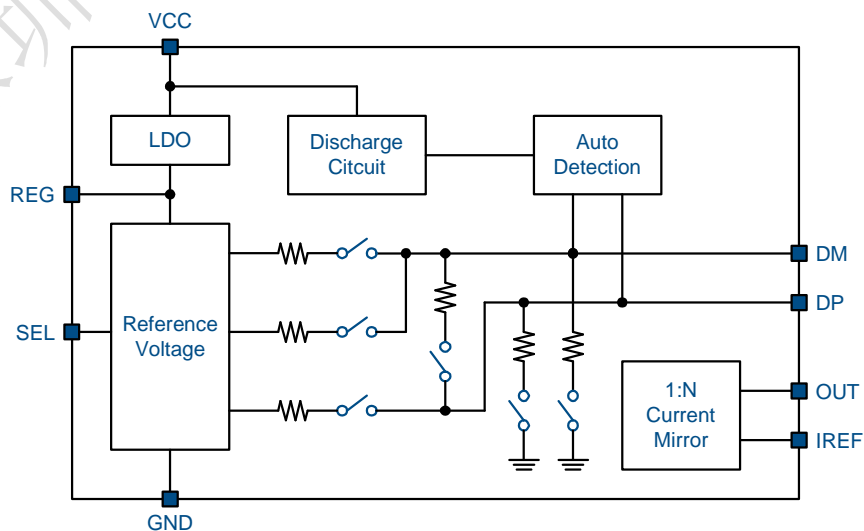 VCC
LDO
Discharge
Citcuit
Auto
Detection
REG
DM
DP
SEL
Reference
Voltage
1:N
Current
Mirror
OUT
IREF
GND